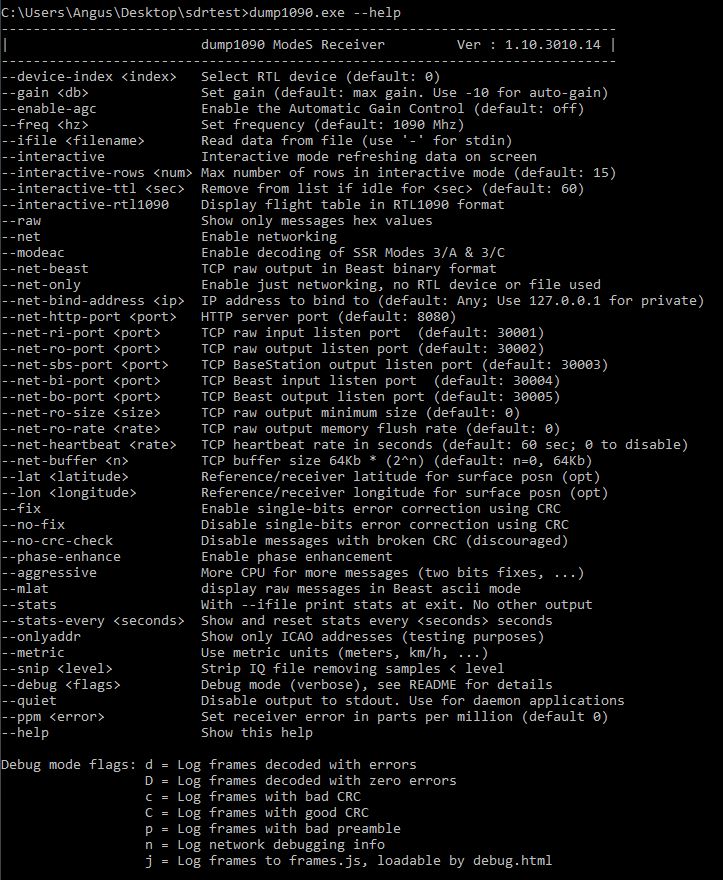 C:\Users\Angus\Desktop\sdrtest>dump1090.exe --help
-----------------------------------------------------------------------------
|                        dump1090 ModeS Receiver         Ver : 1.10.3010.14 |
-----------------------------------------------------------------------------
--device-index <index>   Select RTL device (default: 0)
--gain <db>              Set gain (default: max gain. Use -10 for auto-gain)
--enable-agc             Enable the Automatic Gain Control (default: off)
--freq <hz>              Set frequency (default: 1090 Mhz)
--ifile <filename>       Read data from file (use '-' for stdin)
--interactive            Interactive mode refreshing data on screen
--interactive-rows <num> Max number of rows in interactive mode (default: 15)
--interactive-ttl <sec>  Remove from list if idle for <sec> (default: 60)
--interactive-rtl1090    Display flight table in RTL1090 format
--raw                    Show only messages hex values
--net                    Enable networking
--modeac                 Enable decoding of SSR Modes 3/A & 3/C
--net-beast              TCP raw output in Beast binary format
--net-only               Enable just networking, no RTL device or file used
--net-bind-address <ip>  IP address to bind to (default: Any; Use 127.0.0.1 for private)
--net-http-port <port>   HTTP server port (default: 8080)
--net-ri-port <port>     TCP raw input listen port  (default: 30001)
--net-ro-port <port>     TCP raw output listen port (default: 30002)
--net-sbs-port <port>    TCP BaseStation output listen port (default: 30003)
--net-bi-port <port>     TCP Beast input listen port  (default: 30004)
--net-bo-port <port>     TCP Beast output listen port (default: 30005)
--net-ro-size <size>     TCP raw output minimum size (default: 0)
--net-ro-rate <rate>     TCP raw output memory flush rate (default: 0)
--net-heartbeat <rate>   TCP heartbeat rate in seconds (default: 60 sec; 0 to disable)
--net-buffer <n>         TCP buffer size 64Kb * (2^n) (default: n=0, 64Kb)
--lat <latitude>         Reference/receiver latitude for surface posn (opt)
--lon <longitude>        Reference/receiver longitude for surface posn (opt)
--fix                    Enable single-bits error correction using CRC
--no-fix                 Disable single-bits error correction using CRC
--no-crc-check           Disable messages with broken CRC (discouraged)
--phase-enhance          Enable phase enhancement
--aggressive             More CPU for more messages (two bits fixes, ...)
--mlat                   display raw messages in Beast ascii mode
--stats                  With --ifile print stats at exit. No other output
--stats-every <seconds>  Show and reset stats every <seconds> seconds
--onlyaddr               Show only ICAO addresses (testing purposes)
--metric                 Use metric units (meters, km/h, ...)
--snip <level>           Strip IQ file removing samples < level
--debug <flags>          Debug mode (verbose), see README for details
--quiet                  Disable output to stdout. Use for daemon applications
--ppm <error>            Set receiver error in parts per million (default 0)
--help                   Show this help

Debug mode flags: d = Log frames decoded with errors
                  D = Log frames decoded with zero errors
                  c = Log frames with bad CRC
                  C = Log frames with good CRC
                  p = Log frames with bad preamble
                  n = Log network debugging info
                  j = Log frames to frames.js, loadable by debug.html